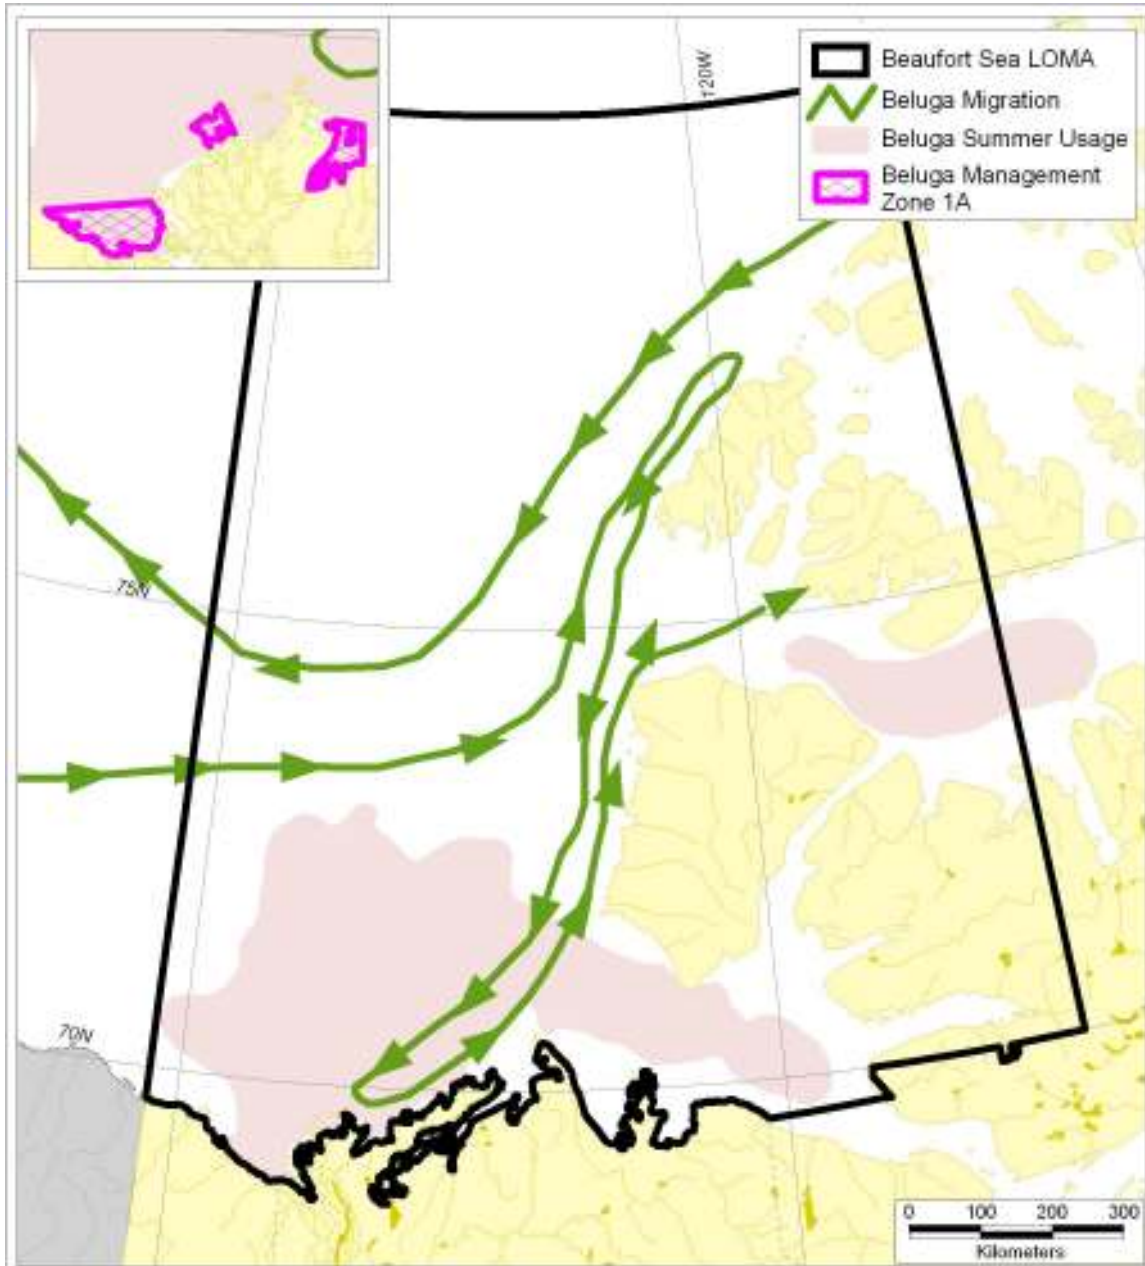 Beaufort Sea LOMA
Beluga Migration
Beluga Summer Usage
Beluga Management
Zone 1A
120W
75N
70N
0 100 200 300
Kilometers